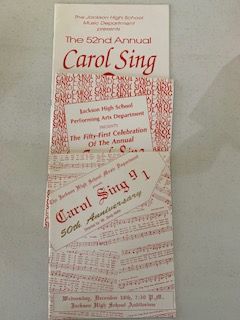 The Jackson High School
Music Department
presents
The 52nd Annual
Carol Sing
Jackson High School
Performing Arts Department
PRESENTS
The Fifty-First Celebration
Of The Annual
The Jackson High School Music Department
Carol Sing 91
50th Anniversary
Wednesday, December 18th, 7:30 P.M.
Jackson High School Auditorium